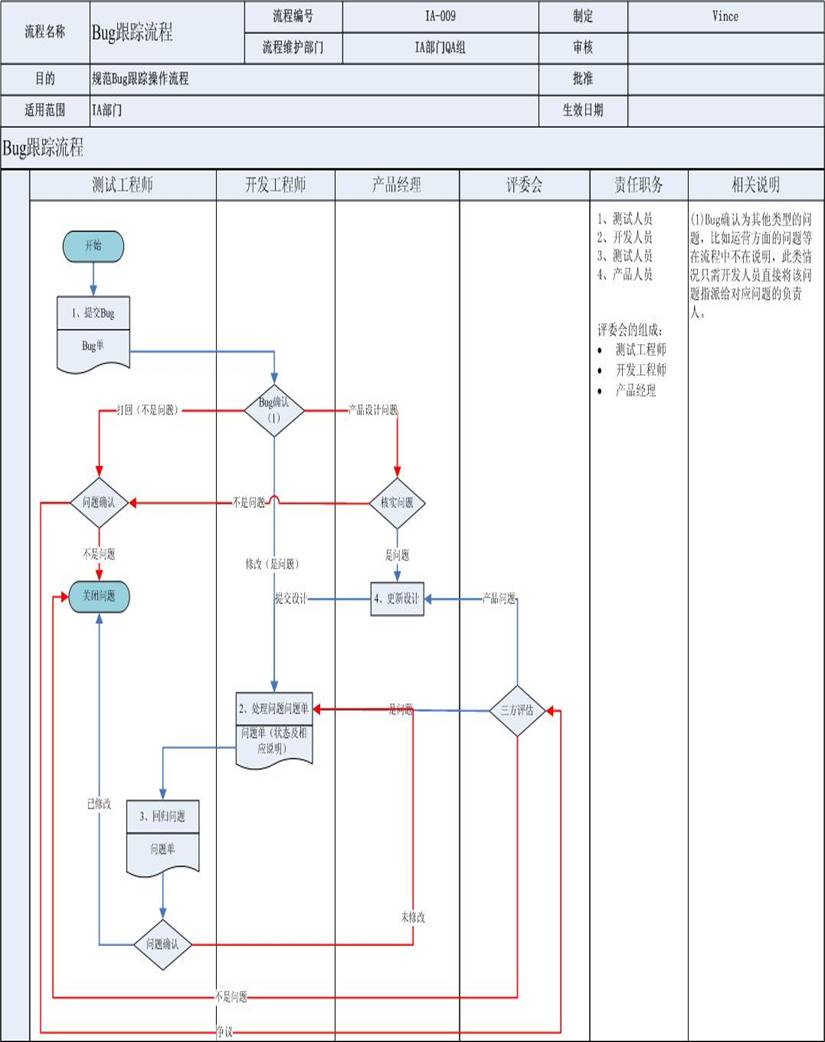 流程名称
Bug跟踪流程
流程编号
IA-009
制定
Vince
流程维护部门
IA部门QA组
审核
目的
规范Bug跟踪操作流程
批准
适用范围
IA部门
生效日期
Bug跟踪流程
测试工程师
开发工程师
产品经理
评委会
责任职务
相关说明
开始
1、提交Bug
Bug单
Bug确认
(1)
打回(不是问题)
产品设计问题
问题确认
不是问题
核实问题
不是问题
是问题
修改(是问题)
关闭问题
提交设计
4、更新设计
产品问题
2、处理问题问题单
问题单(状态及相
应说明)
是问题
三方评估
已修改
3、回归问题
问题单
未修改
问题确认
不是问题
争议
1、测试人员
2、开发人员
3、测试人员
4、产品人员
评委会的组成:
• 测试工程师
• 开发工程师
• 产品经理
(1)Bug确认为其他类型的问
题,比如运营方面的问题等
在流程中不在说明,此类情
况只需开发人员直接将该问
题指派给对应问题的负责
人。